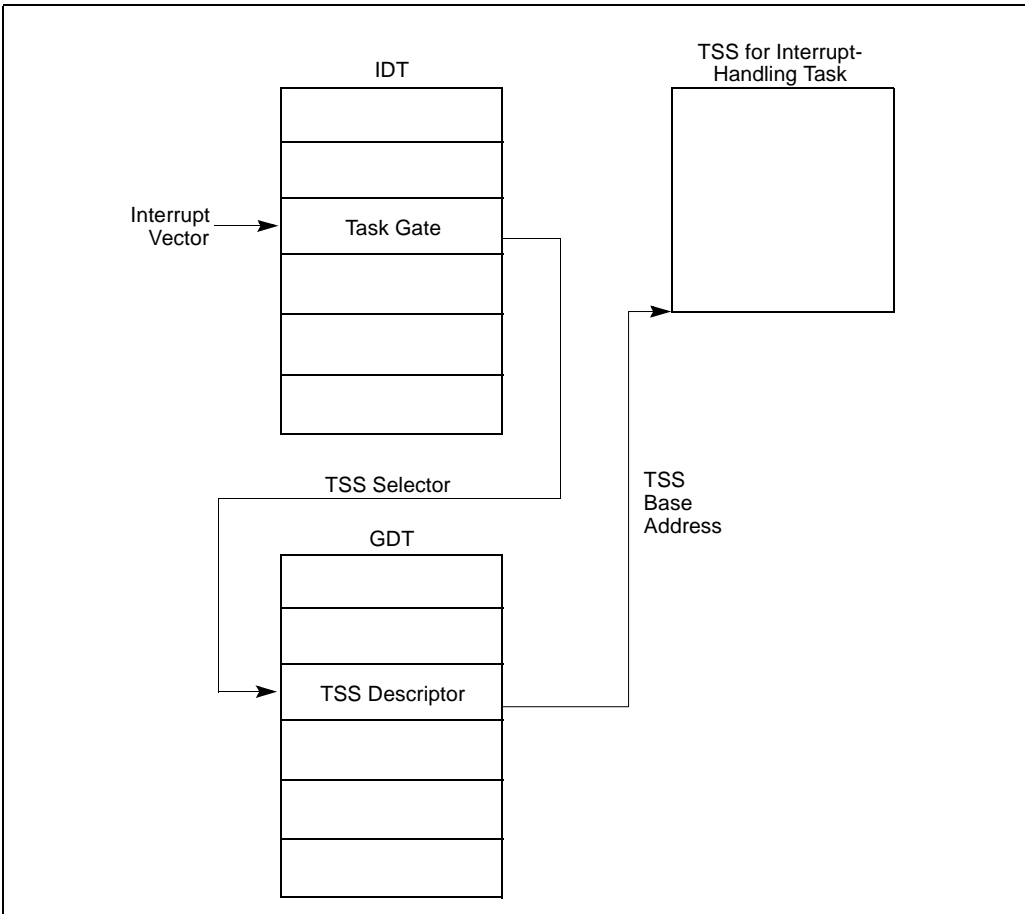 IDT
TSS for Interrupt-
Handling Task
Interrupt
Vector
Task Gate
TSS Selector
TSS
Base
Address
GDT
TSS Descriptor